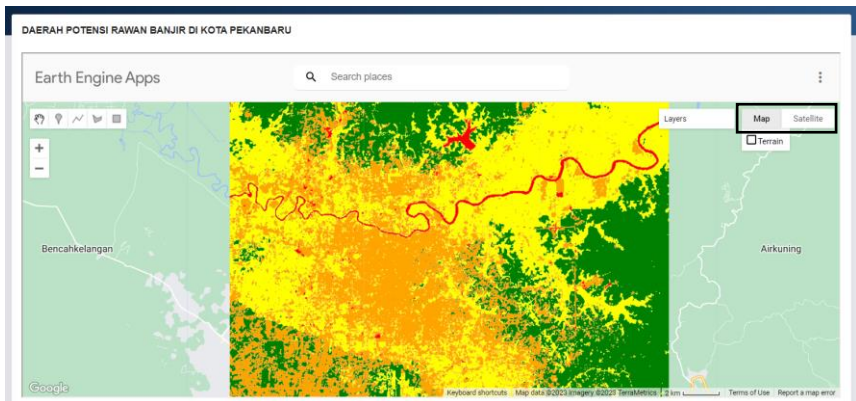 DAERAH POTENSI RAWAN BANJIR DI KOTA PEKANBARU
Earth Engine Apps
Search places
Layers
Map
Satellite
Terrain
Bencahkelangan
Airkuning
Google
Keyboard shortcuts
Map data ©2023 Imagery ©2023 TerraMetrics
2 km
Terms of Use
Report a map error